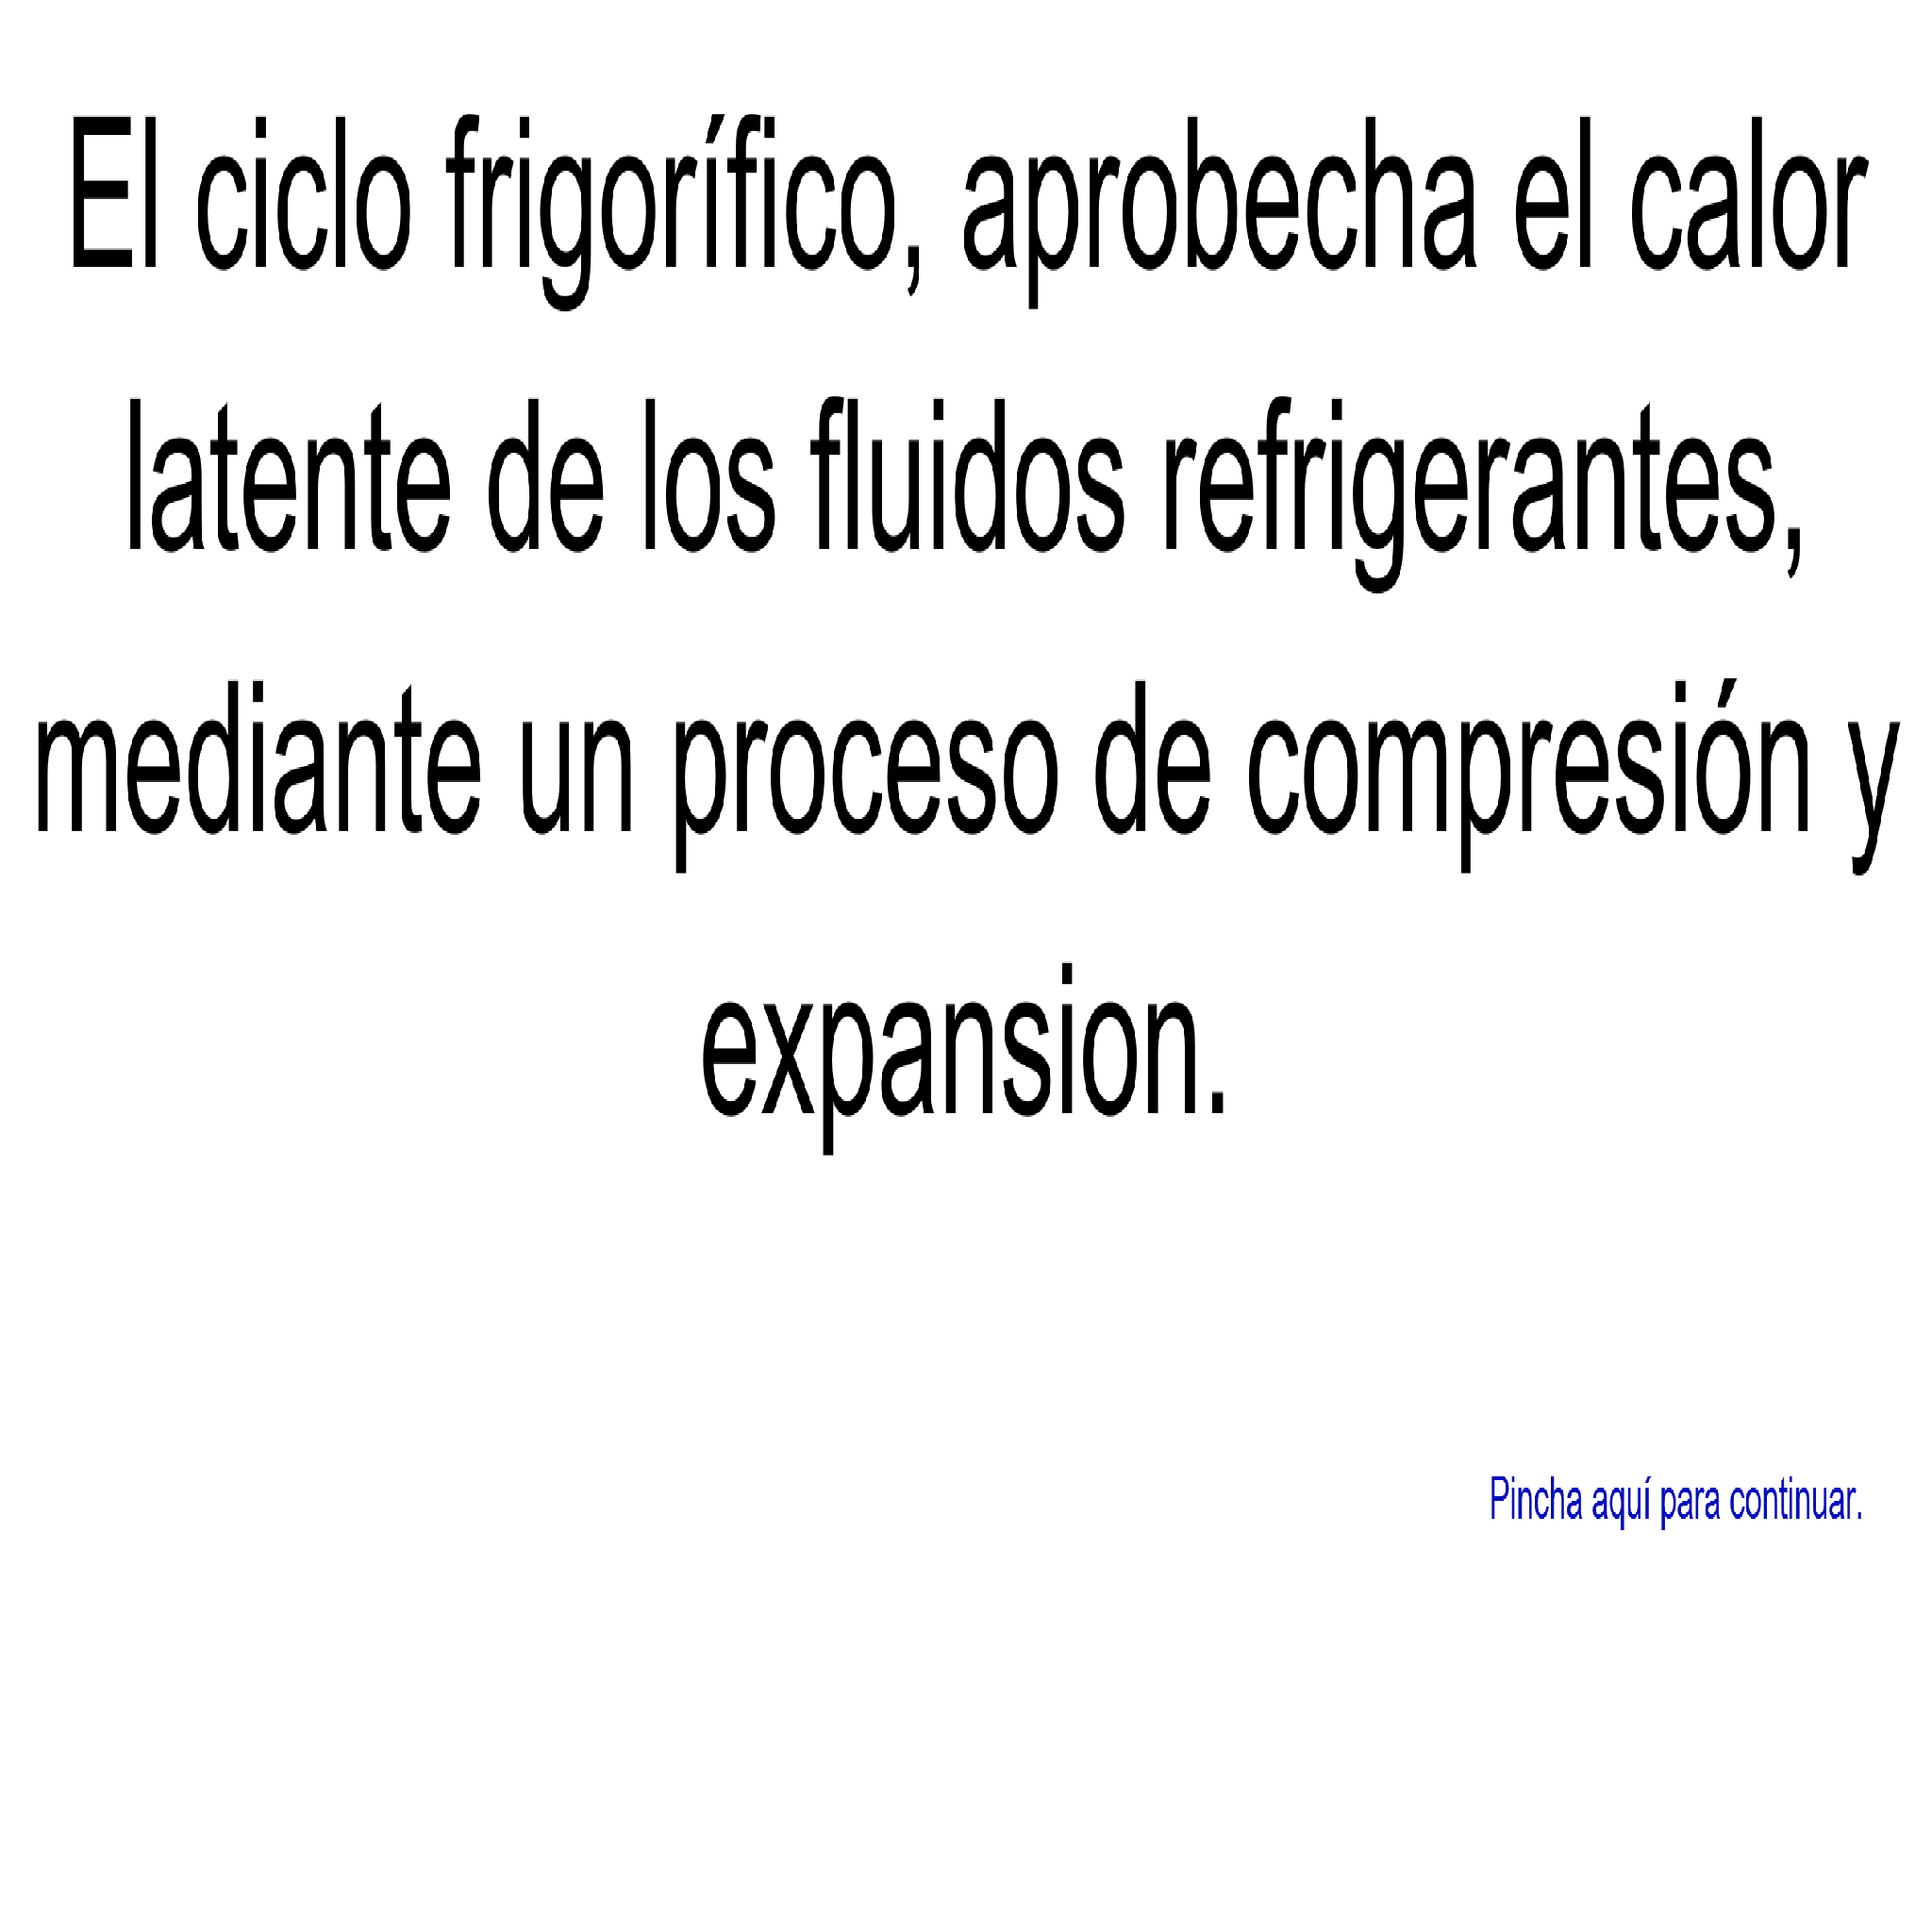 El ciclo frigorífico, aprobecha el calor
latente de los fluidos refrigerantes,
mediante un proceso de compresión y
expansion.
Pincha aquí para continuar.